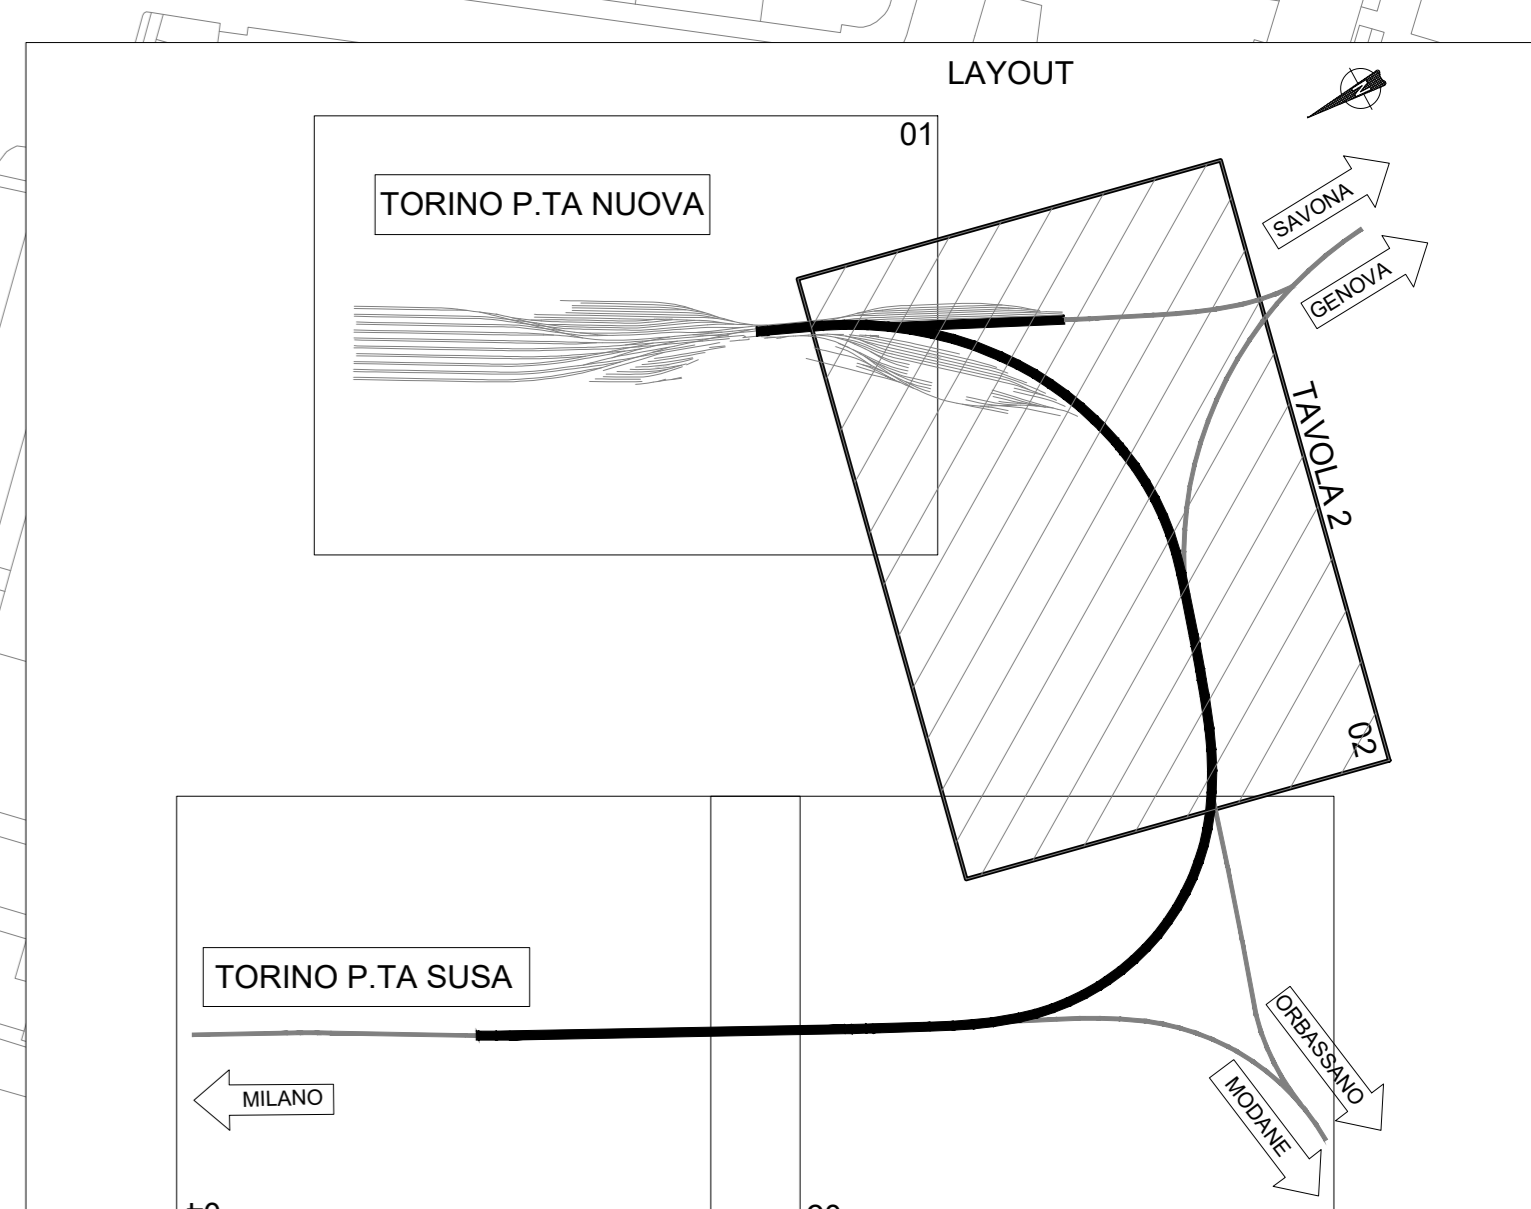 LAYOUT
01
TORINO P.TA NUOVA
SAVONA
GENOVA
TAVOLA 2
02
TORINO P.TA SUSA
ORBASSANO
MILANO
MODANE